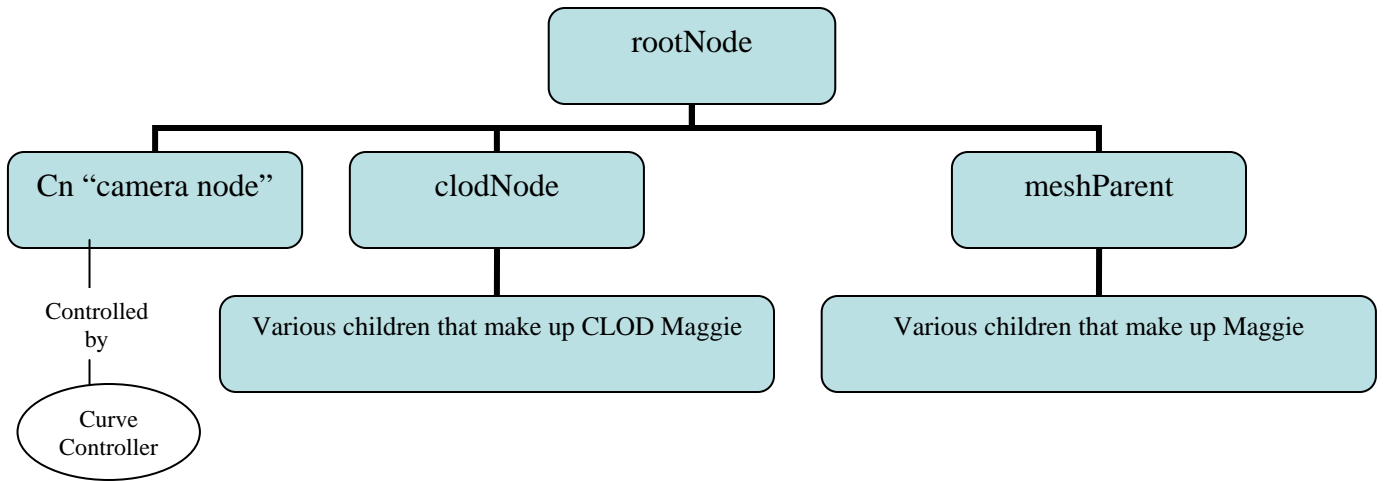 rootNode
Cn “camera node”
clodNode
meshParent
Controlled
by
Various children that make up CLOD Maggie
Various children that make up Maggie
Curve
Controller